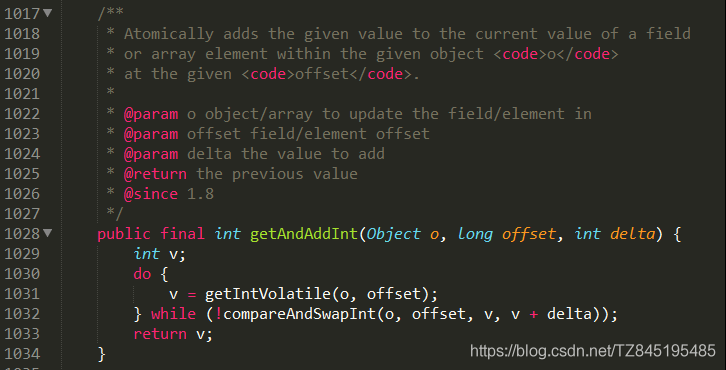 1017 /**
1018 * Atomically adds the given value to the current value of a field
1019 * or array element within the given object <code>o</code>
1020 * at the given <code>offset</code>.
1021 *
1022 * @param o object/array to update the field/element in
1023 * @param offset field/element offset
1024 * @param delta the value to add
1025 * @return the previous value
1026 * @since 1.8
1027 */
1028 public final int getAndAddInt(Object o, long offset, int delta) {
1029 int v;
1030 do {
1031 v = getIntVolatile(o, offset);
1032 } while (!compareAndSwapInt(o, offset, v, v + delta));
1033 return v;
1034 }
https://blog.csdn.net/TZ845195485